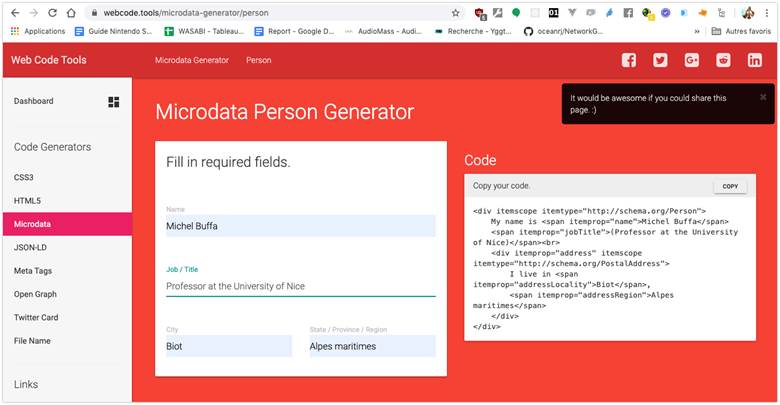 webcode.tools/microdata-generator/person
Applications
Guide Nintendo S...
WASABI - Tableau...
Report - Google D...
AudioMass - Audi...
Recherche - Yggt...
oceanrj/NetworkG...
»
Autres favoris
Web Code Tools
Microdata Generator
Person
Dashboard
Code Generators
CSS3
HTML5
Microdata
JSON-LD
Meta Tags
Open Graph
Twitter Card
File Name
Links
It would be awesome if you could share this
page. :)
Microdata Person Generator
Fill in required fields.
Name
Michel Buffa
Job / Title
Professor at the University of Nice
City
Biot
State / Province / Region
Alpes maritimes
Code
Copy your code.
COPY
<div itemscope itemtype="http://schema.org/Person">
My name is <span itemprop="name">Michel Buffa</span>
<span itemprop="jobTitle">(Professor at the University
of Nice)</span><br>
<div itemprop="address" itemscope
itemtype="http://schema.org/PostalAddress">
I live in <span
itemprop="addressLocality">Biot</span>,
<span itemprop="addressRegion">Alpes
maritimes</span>
</div>
</div>